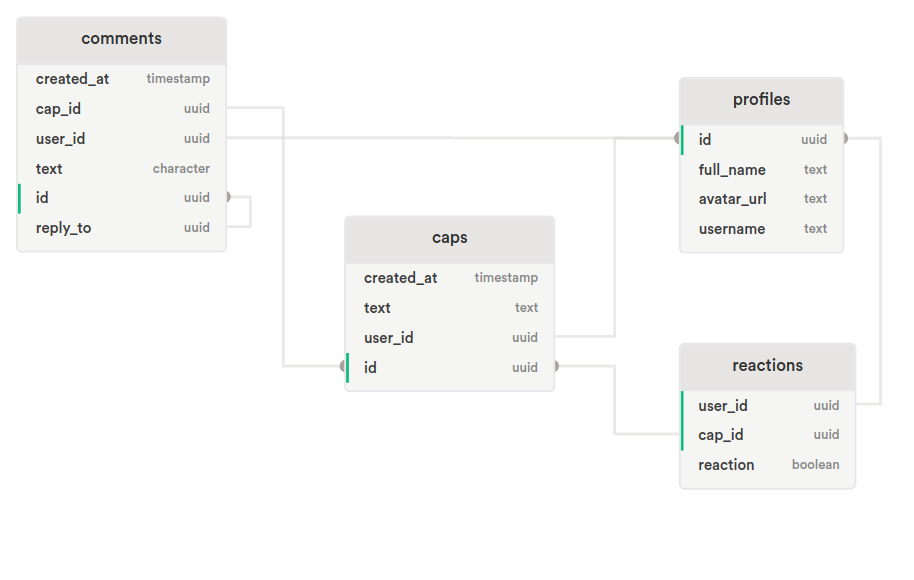 comments
created_at timestamp
cap_id uuid
user_id uuid
text character
id uuid
reply_to uuid
profiles
id uuid
full_name text
avatar_url text
username text
caps
created_at timestamp
text text
user_id uuid
id uuid
reactions
user_id uuid
cap_id uuid
reaction boolean